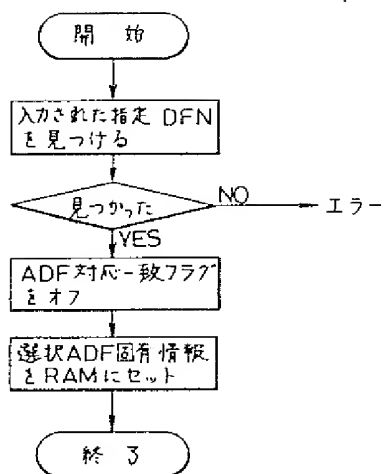 開始
入力された指定 DFN
を見つける
見つかった
NO
エラー
YES
ADF対応一致フラグ
をオフ
選択ADF固有情報
をRAMにセット
終了